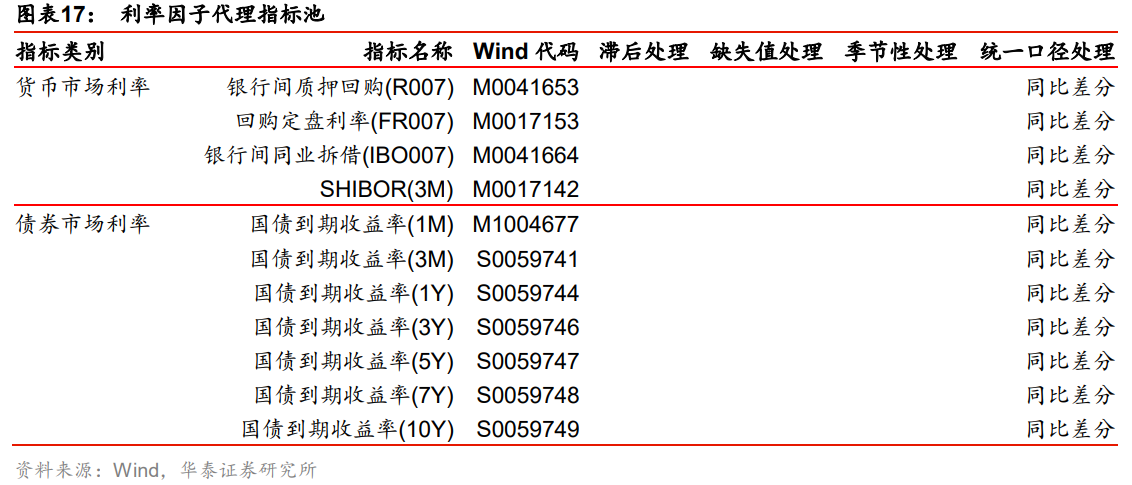 图表17： 利率因子代理指标池
指标类别 指标名称 Wind 代码 滞后处理 缺失值处理 季节性处理 统一口径处理
货币市场利率 银行间质押回购(R007) M0041653 同比差分
回购定盘利率(FR007) M0017153 同比差分
银行间同业拆借(IBO007) M0041664 同比差分
SHIBOR(3M) M0017142 同比差分
债券市场利率 国债到期收益率(1M) M1004677 同比差分
国债到期收益率(3M) S0059741 同比差分
国债到期收益率(1Y) S0059744 同比差分
国债到期收益率(3Y) S0059746 同比差分
国债到期收益率(5Y) S0059747 同比差分
国债到期收益率(7Y) S0059748 同比差分
国债到期收益率(10Y) S0059749 同比差分
资料来源：Wind，华泰证券研究所